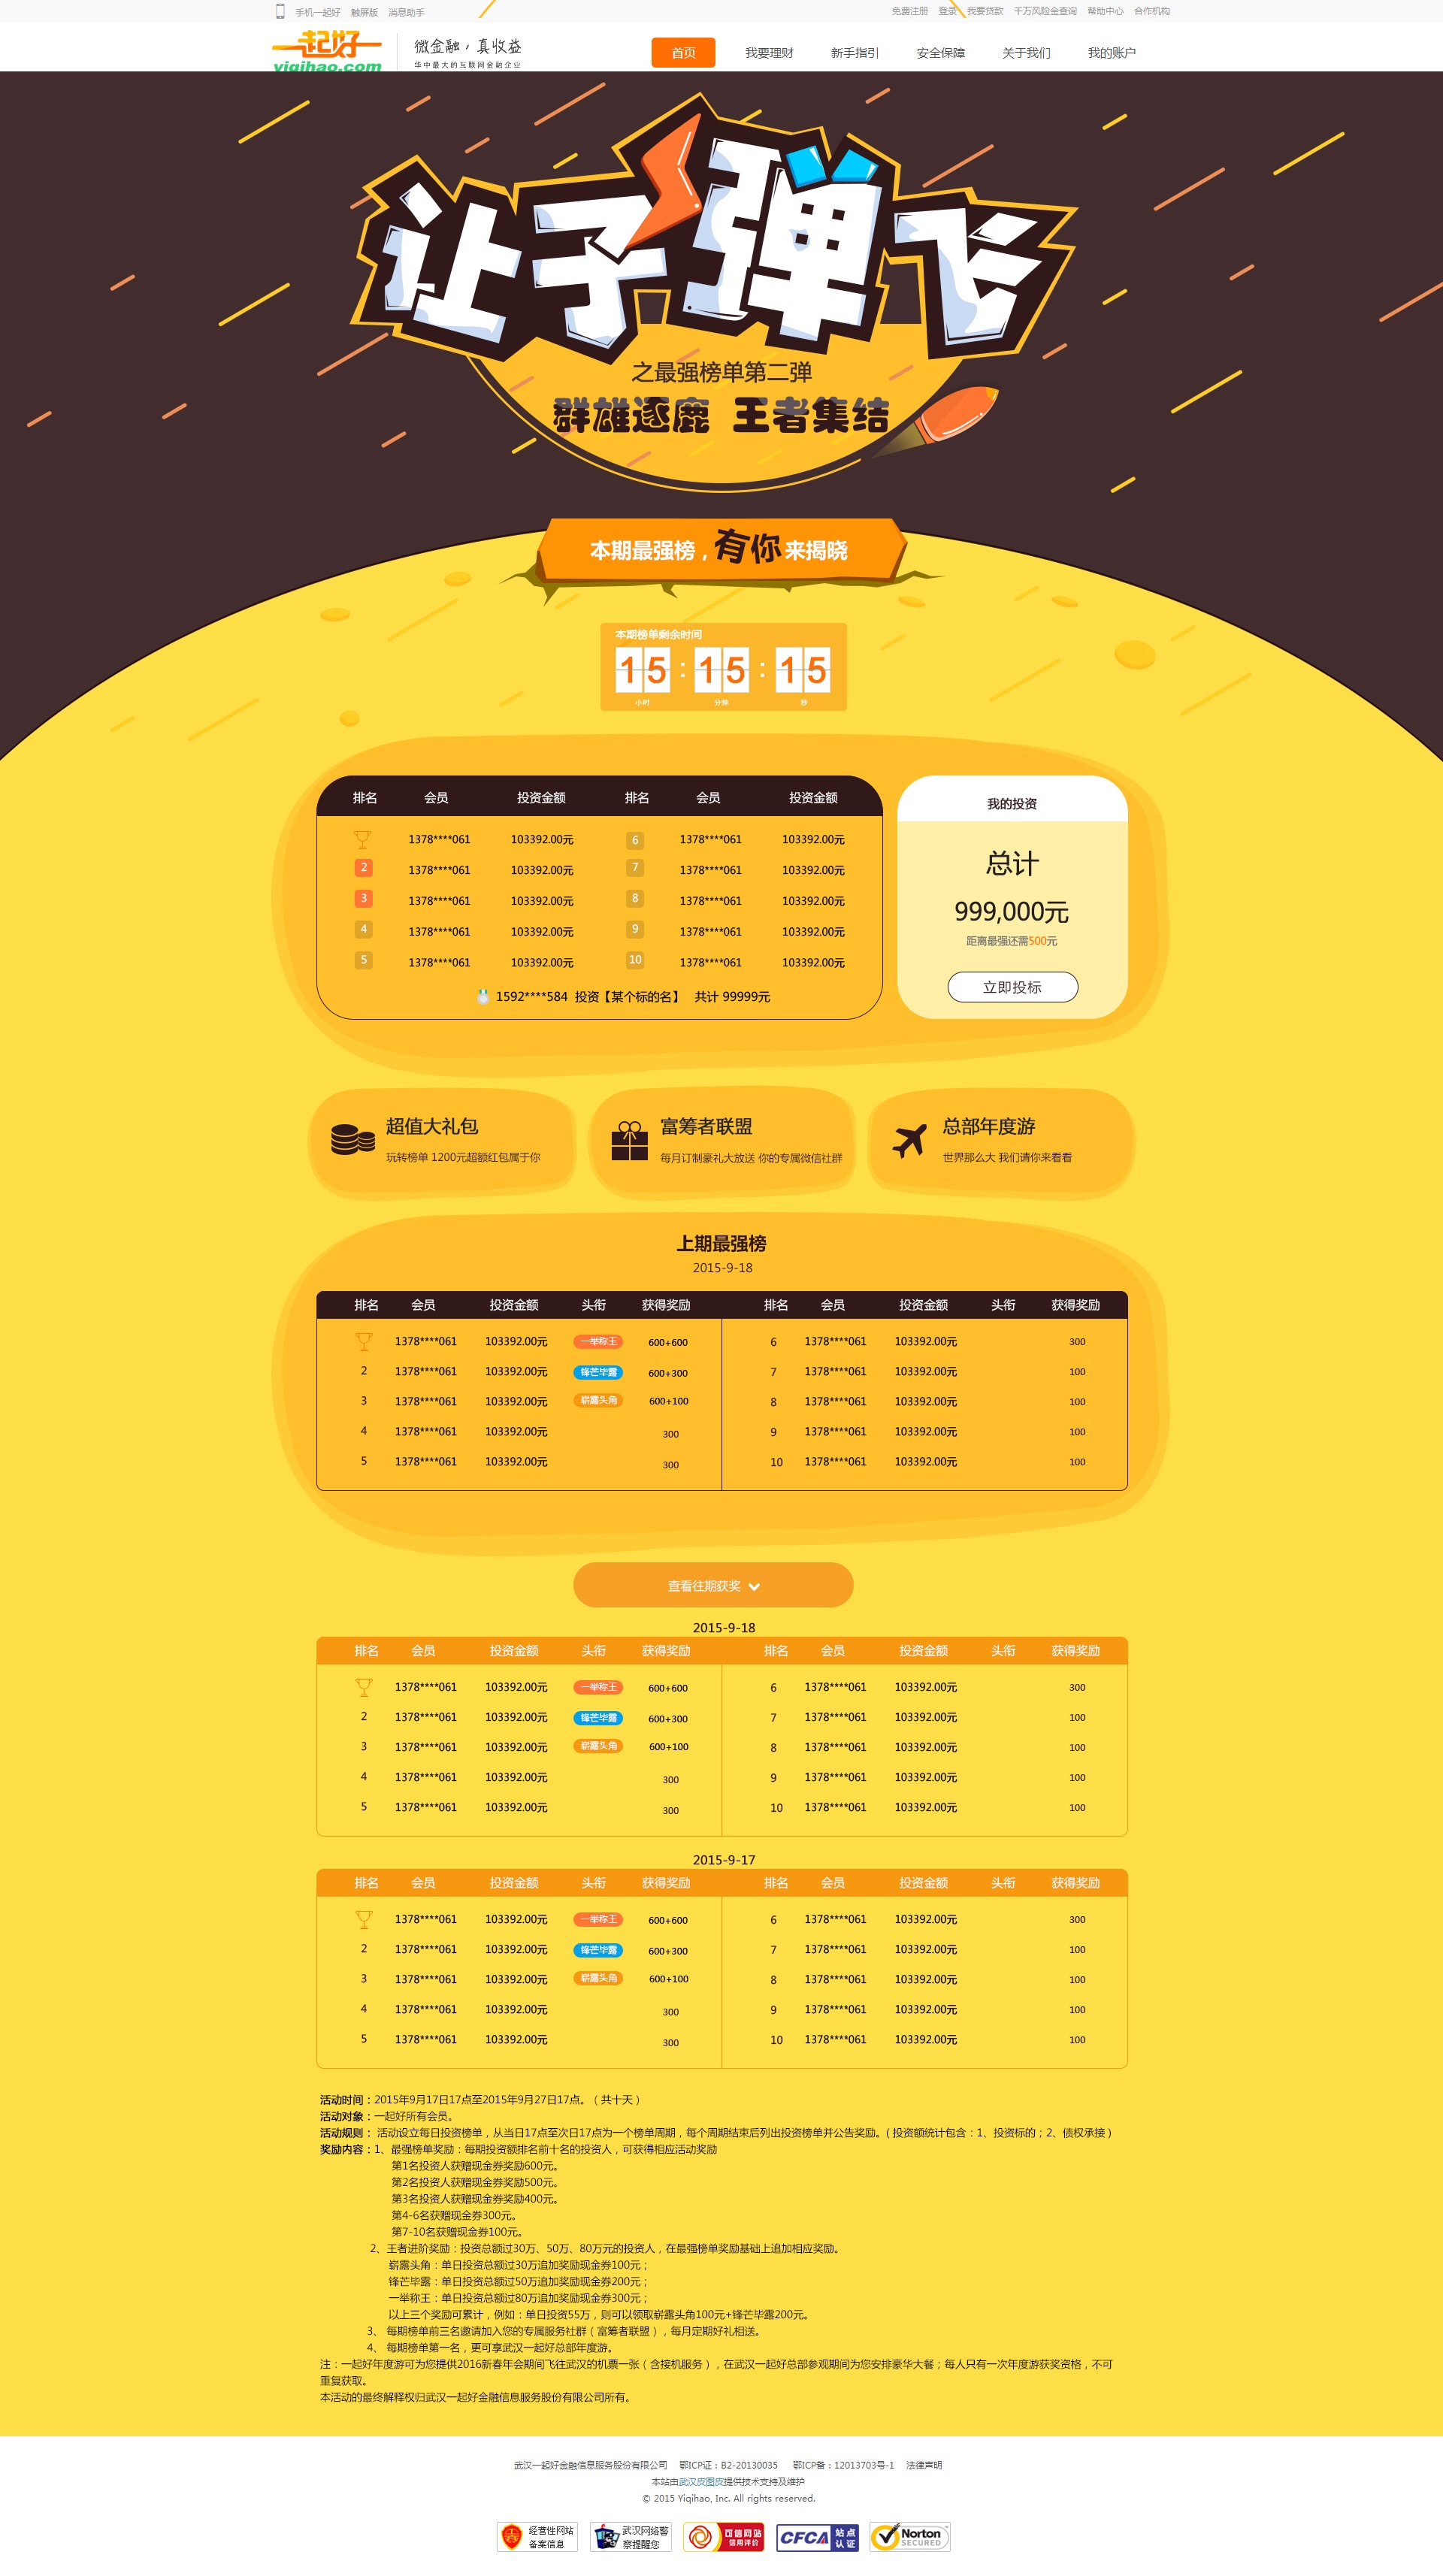 手机一起好 触屏版 消息助手 免费注册 登录 我要贷款 千万风险金查询 帮助中心 合作机构
一起好
yiqihao.com
微金融,真收益
华中最大的互联网金融企业
首页 我要理财 新手指引 安全保障 关于我们 我的账户
让子弹飞
之最强榜单第二弹
群雄逐鹿 王者集结
本期最强榜,有你来揭晓
本期榜单剩余时间
15:15:15
小时 分钟 秒
排名 会员 投资金额 排名 会员 投资金额
1378****061 103392.00元 6 1378****061 103392.00元
2 1378****061 103392.00元 7 1378****061 103392.00元
3 1378****061 103392.00元 8 1378****061 103392.00元
4 1378****061 103392.00元 9 1378****061 103392.00元
5 1378****061 103392.00元 10 1378****061 103392.00元
1592****584 投资【某个标的名】 共计 99999元
我的投资
总计
999,000元
距离最强还需500元
立即投标
超值大礼包
玩转榜单 1200元超额红包属于你
富筹者联盟
每月订制豪礼大放送 你的专属微信社群
总部年度游
世界那么大 我们请你来看看
上期最强榜
2015-9-18
排名 会员 投资金额 头衔 获得奖励 排名 会员 投资金额 头衔 获得奖励
1378****061 103392.00元 一举称王 600+600 6 1378****061 103392.00元 300
2 1378****061 103392.00元 锋芒毕露 600+300 7 1378****061 103392.00元 100
3 1378****061 103392.00元 崭露头角 600+100 8 1378****061 103392.00元 100
4 1378****061 103392.00元 300 9 1378****061 103392.00元 100
5 1378****061 103392.00元 300 10 1378****061 103392.00元 100
查看往期获奖
2015-9-18
排名 会员 投资金额 头衔 获得奖励 排名 会员 投资金额 头衔 获得奖励
1378****061 103392.00元 一举称王 600+600 6 1378****061 103392.00元 300
2 1378****061 103392.00元 锋芒毕露 600+300 7 1378****061 103392.00元 100
3 1378****061 103392.00元 崭露头角 600+100 8 1378****061 103392.00元 100
4 1378****061 103392.00元 300 9 1378****061 103392.00元 100
5 1378****061 103392.00元 300 10 1378****061 103392.00元 100
2015-9-17
排名 会员 投资金额 头衔 获得奖励 排名 会员 投资金额 头衔 获得奖励
1378****061 103392.00元 一举称王 600+600 6 1378****061 103392.00元 300
2 1378****061 103392.00元 锋芒毕露 600+300 7 1378****061 103392.00元 100
3 1378****061 103392.00元 崭露头角 600+100 8 1378****061 103392.00元 100
4 1378****061 103392.00元 300 9 1378****061 103392.00元 100
5 1378****061 103392.00元 300 10 1378****061 103392.00元 100
活动时间:2015年9月17日17点至2015年9月27日17点。(共十天)
活动对象:一起好所有会员。
活动规则: 活动设立每日投资榜单,从当日17点至次日17点为一个榜单周期,每个周期结束后列出投资榜单并公告奖励。(投资额统计包含:1、投资标的;2、债权承接)
奖励内容:1、最强榜单奖励:每期投资额排名前十名的投资人,可获得相应活动奖励
第1名投资人获赠现金券奖励600元。
第2名投资人获赠现金券奖励500元。
第3名投资人获赠现金券奖励400元。
第4-6名获赠现金券300元。
第7-10名获赠现金券100元。
2、王者进阶奖励:投资总额过30万、50万、80万元的投资人,在最强榜单奖励基础上追加相应奖励。
崭露头角:单日投资总额过30万追加奖励现金券100元;
锋芒毕露:单日投资总额过50万追加奖励现金券200元;
一举称王:单日投资总额过80万追加奖励现金券300元;
以上三个奖励可累计,例如:单日投资55万,则可以领取崭露头角100元+锋芒毕露200元。
3、 每期榜单前三名邀请加入您的专属服务社群(富筹者联盟),每月定期好礼相送。
4、 每期榜单第一名,更可享武汉一起好总部年度游。
注:一起好年度游可为您提供2016新春年会期间飞往武汉的机票一张(含接机服务),在武汉一起好总部参观期间为您安排豪华大餐;每人只有一次年度游获奖资格,不可
重复获取。
本活动的最终解释权归武汉一起好金融信息服务股份有限公司所有。
武汉一起好金融信息服务股份有限公司 鄂ICP证:B2-20130035 鄂ICP备:12013703号-1 法律声明
本站由武汉皮图皮提供技术支持及维护
© 2015 Yiqihao, Inc. All rights reserved.
经营性网站 备案信息
武汉网络警 察提醒您
可信网站 信用评价
CFCA 站点 认证
Norton SECURED